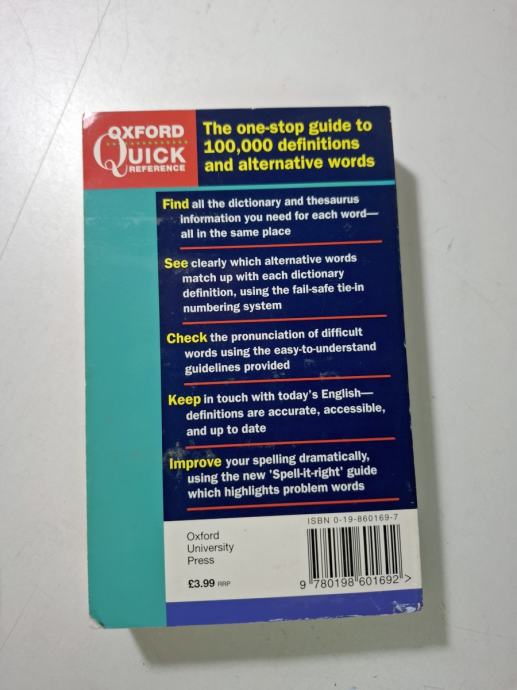 OXFORD
QUICK
REFERENCE
The one-stop guide to
100,000 definitions
and alternative words
Find all the dictionary and thesaurus
information you need for each word—
all in the same place
See clearly which alternative words
match up with each dictionary
definition, using the fail-safe tie-in
numbering system
Check the pronunciation of difficult
words using the easy-to-understand
guidelines provided
Keep in touch with today's English—
definitions are accurate, accessible,
and up to date
Improve your spelling dramatically,
using the new 'Spell-it-right' guide
which highlights problem words
Oxford
University
Press
£3.99 RRP
ISBN 0-19-860169-7
9 780198 601692 >